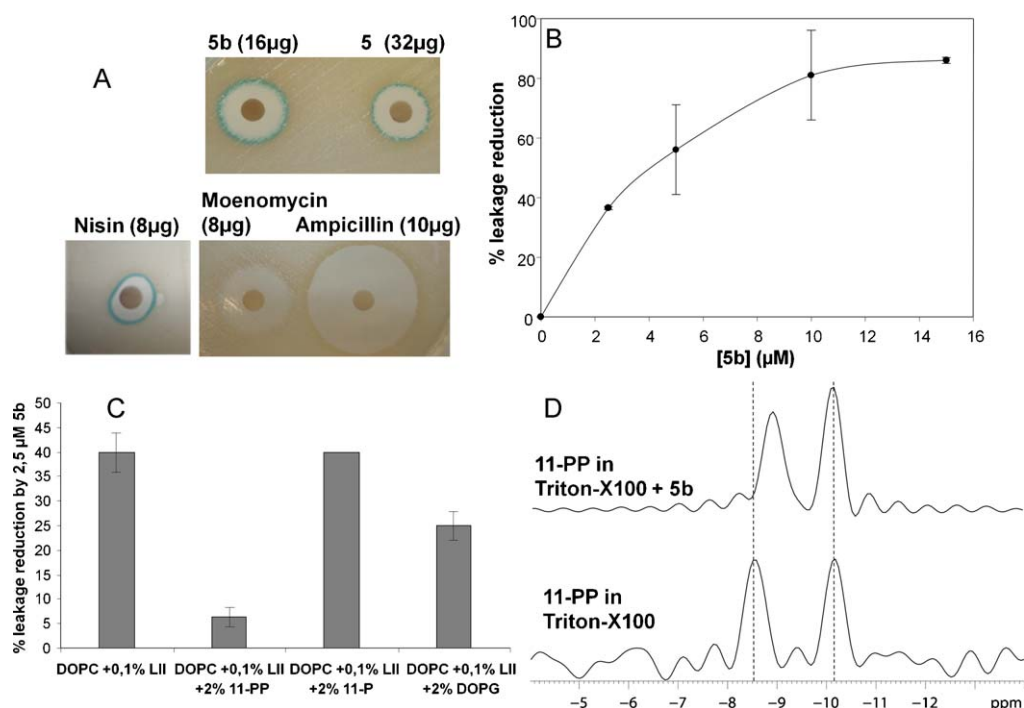 A
5b (16µg) 5 (32µg)
Nisin (8µg)
Moenomycin
(8µg) Ampicillin (10µg)
B
% leakage reduction
100
80
60
40
20
0
0 2 4 6 8 10 12 14 16
[5b] (µM)
C
% leakage reduction by 2,5 µM 5b
50
45
40
35
30
25
20
15
10
5
0
DOPC +0,1% LII
DOPC +0,1% LII
+2% 11-PP
DOPC +0,1% LII
+2% 11-P
DOPC +0,1% LII
+2% DOPG
D
11-PP in
Triton-X100 + 5b
11-PP in
Triton-X100
−5 −6 −7 −8 −9 −10 −11 −12 ppm